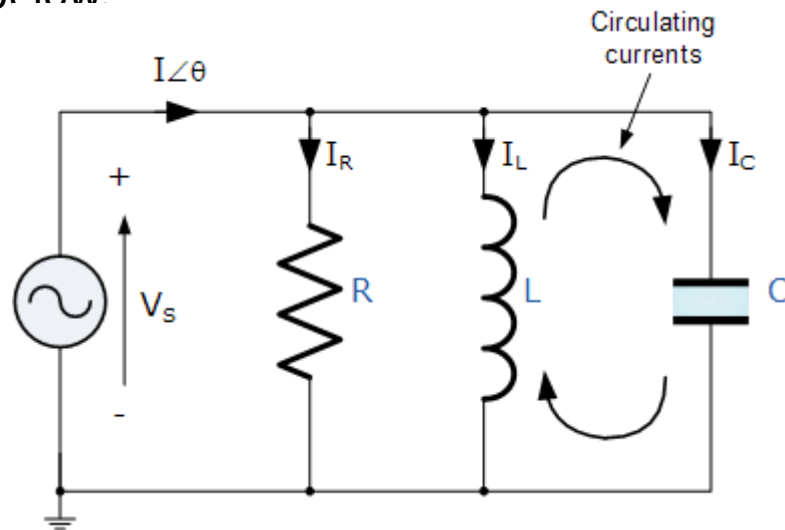 Circulating
currents
I∠θ
I_R
I_L
I_C
+
V_S
R
L
-